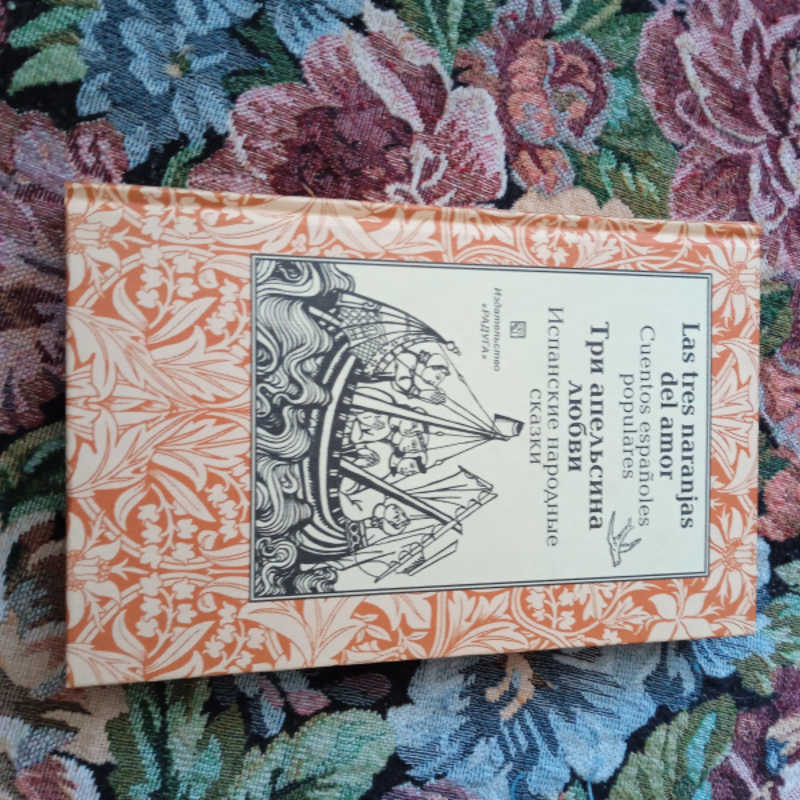 Las tres naranjas
del amor
Cuentos españoles
populares
Три апельсина
любви
Испанские народные
сказки
Издательство
«РАДУГА»